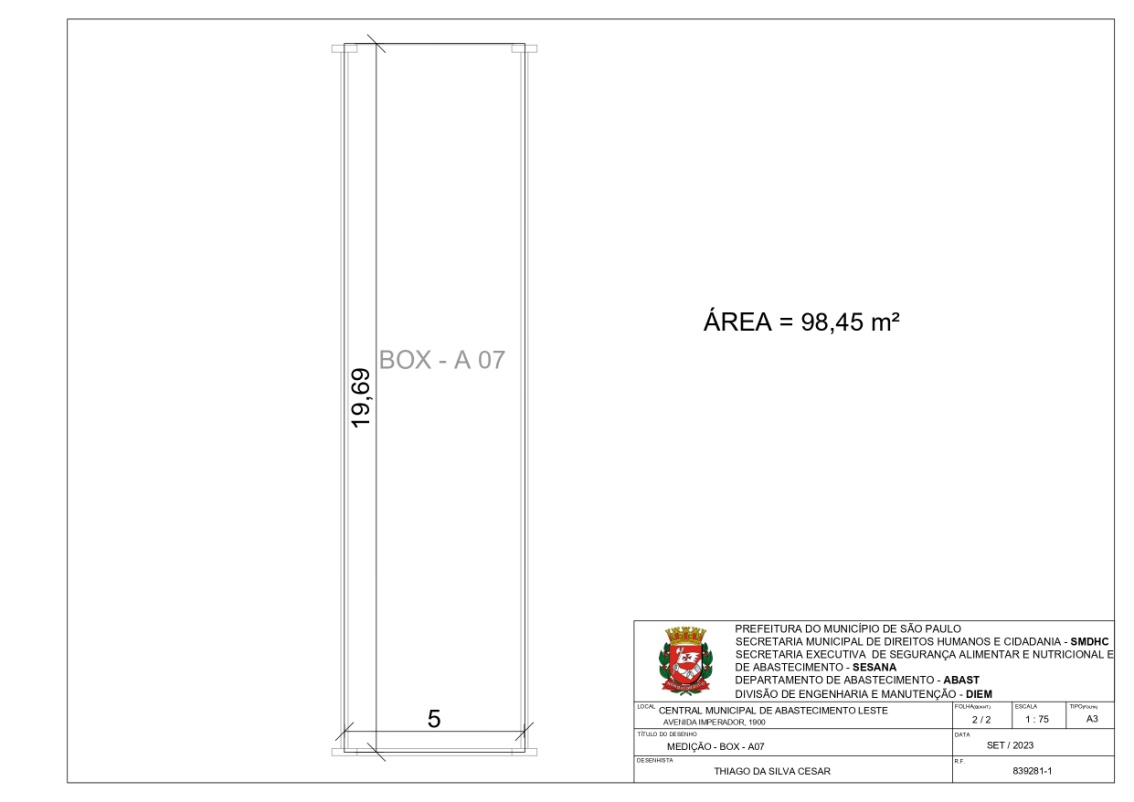 BOX - A 07
19,69
ÁREA = 98,45 m²
5
PREFEITURA DO MUNICÍPIO DE SÃO PAULO
SECRETARIA MUNICIPAL DE DIREITOS HUMANOS E CIDADANIA - SMDHC
SECRETARIA EXECUTIVA DE SEGURANÇA ALIMENTAR E NUTRICIONAL E
DE ABASTECIMENTO - SESANA
DEPARTAMENTO DE ABASTECIMENTO - ABAST
DIVISÃO DE ENGENHARIA E MANUTENÇÃO - DIEM
LOCAL CENTRAL MUNICIPAL DE ABASTECIMENTO LESTE
AVENIDA IMPERADOR, 1900
FOLHA
2 / 2
ESCALA
1 : 75
TIPO
A3
TÍTULO DO DESENHO
MEDIÇÃO - BOX - A07
DATA
SET / 2023
DESENHISTA
THIAGO DA SILVA CESAR
R.F.
839281-1